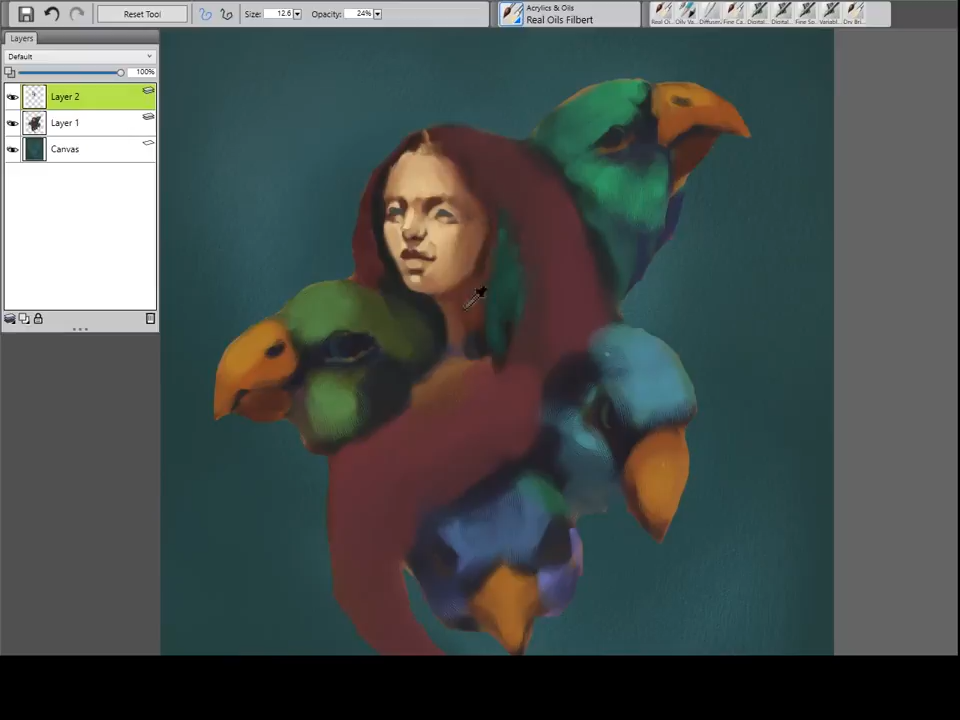 Reset Tool
Size: 12.6
Opacity: 24%
Acrylics & Oils
Real Oils Filbert
Layers
Default
100%
Layer 2
Layer 1
Canvas